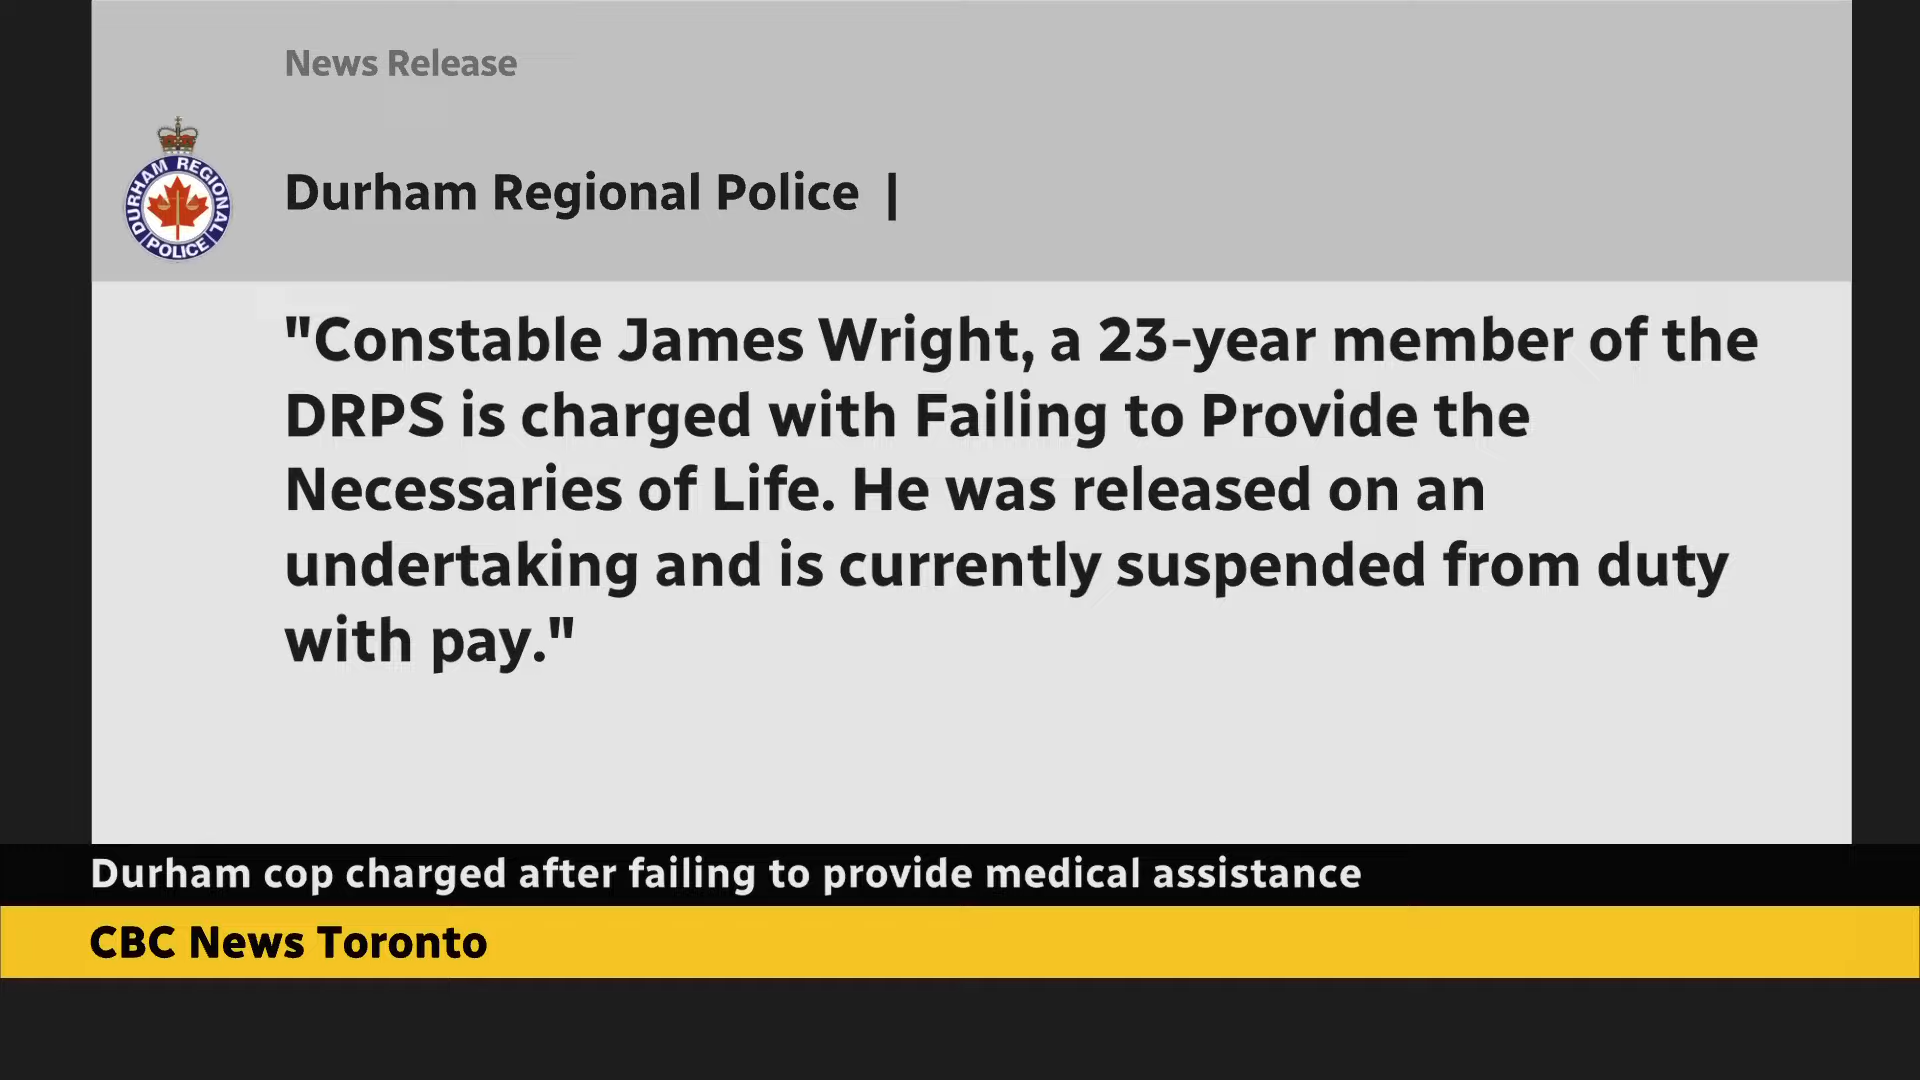 News Release
DURHAM REGIONAL
POLICE
Durham Regional Police |
"Constable James Wright, a 23-year member of the
DRPS is charged with Failing to Provide the
Necessaries of Life. He was released on an
undertaking and is currently suspended from duty
with pay."
Durham cop charged after failing to provide medical assistance
CBC News Toronto